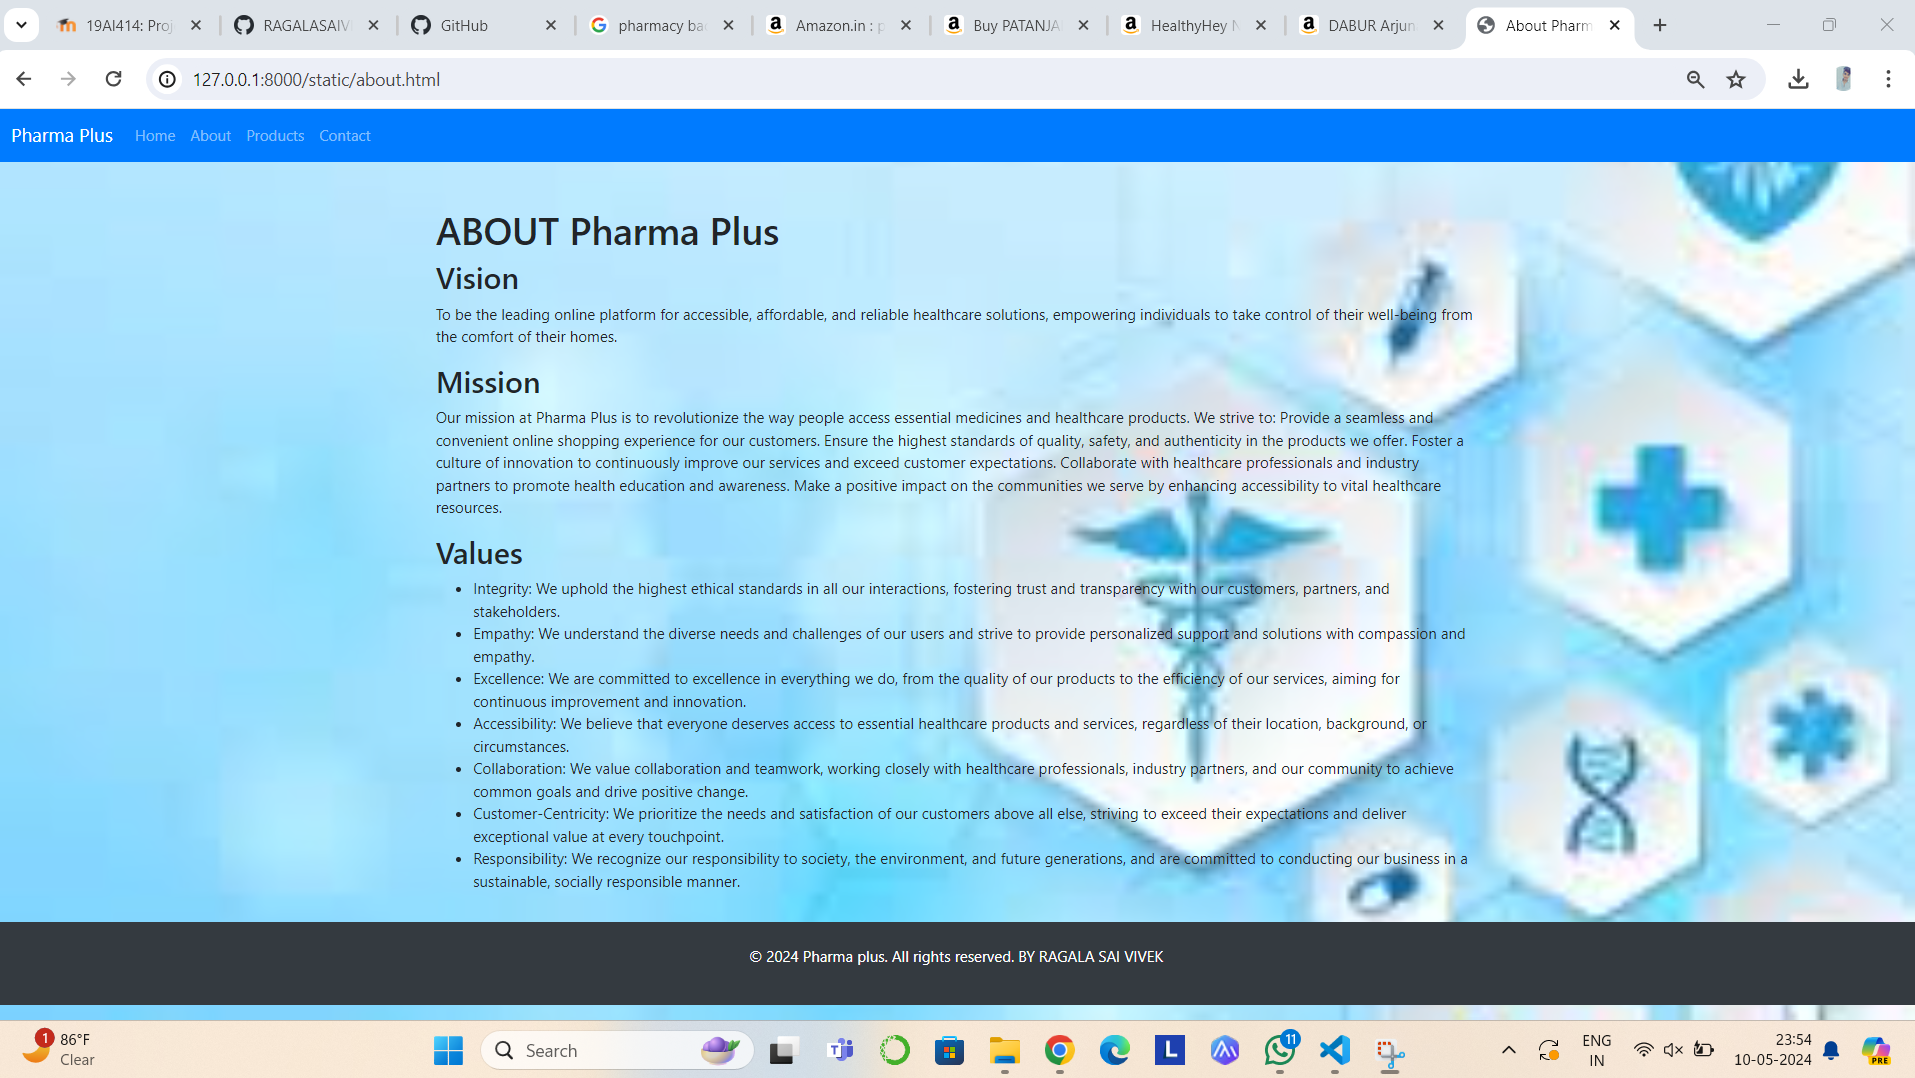 19AI414: Proj
RAGALASAIV
GitHub
pharmacy bac
Amazon.in : p
Buy PATANJA
HealthyHey N
DABUR Arjun
About Pharm
127.0.0.1:8000/static/about.html
Pharma Plus Home About Products Contact
ABOUT Pharma Plus
Vision
To be the leading online platform for accessible, affordable, and reliable healthcare solutions, empowering individuals to take control of their well-being from
the comfort of their homes.
Mission
Our mission at Pharma Plus is to revolutionize the way people access essential medicines and healthcare products. We strive to: Provide a seamless and
convenient online shopping experience for our customers. Ensure the highest standards of quality, safety, and authenticity in the products we offer. Foster a
culture of innovation to continuously improve our services and exceed customer expectations. Collaborate with healthcare professionals and industry
partners to promote health education and awareness. Make a positive impact on the communities we serve by enhancing accessibility to vital healthcare
resources.
Values
• Integrity: We uphold the highest ethical standards in all our interactions, fostering trust and transparency with our customers, partners, and
stakeholders.
• Empathy: We understand the diverse needs and challenges of our users and strive to provide personalized support and solutions with compassion and
empathy.
• Excellence: We are committed to excellence in everything we do, from the quality of our products to the efficiency of our services, aiming for
continuous improvement and innovation.
• Accessibility: We believe that everyone deserves access to essential healthcare products and services, regardless of their location, background, or
circumstances.
• Collaboration: We value collaboration and teamwork, working closely with healthcare professionals, industry partners, and our community to achieve
common goals and drive positive change.
• Customer-Centricity: We prioritize the needs and satisfaction of our customers above all else, striving to exceed their expectations and deliver
exceptional value at every touchpoint.
• Responsibility: We recognize our responsibility to society, the environment, and future generations, and are committed to conducting our business in a
sustainable, socially responsible manner.
© 2024 Pharma plus. All rights reserved. BY RAGALA SAI VIVEK
1
86°F
Clear
Search
L
11
ENG
IN
23:54
10-05-2024
PRE